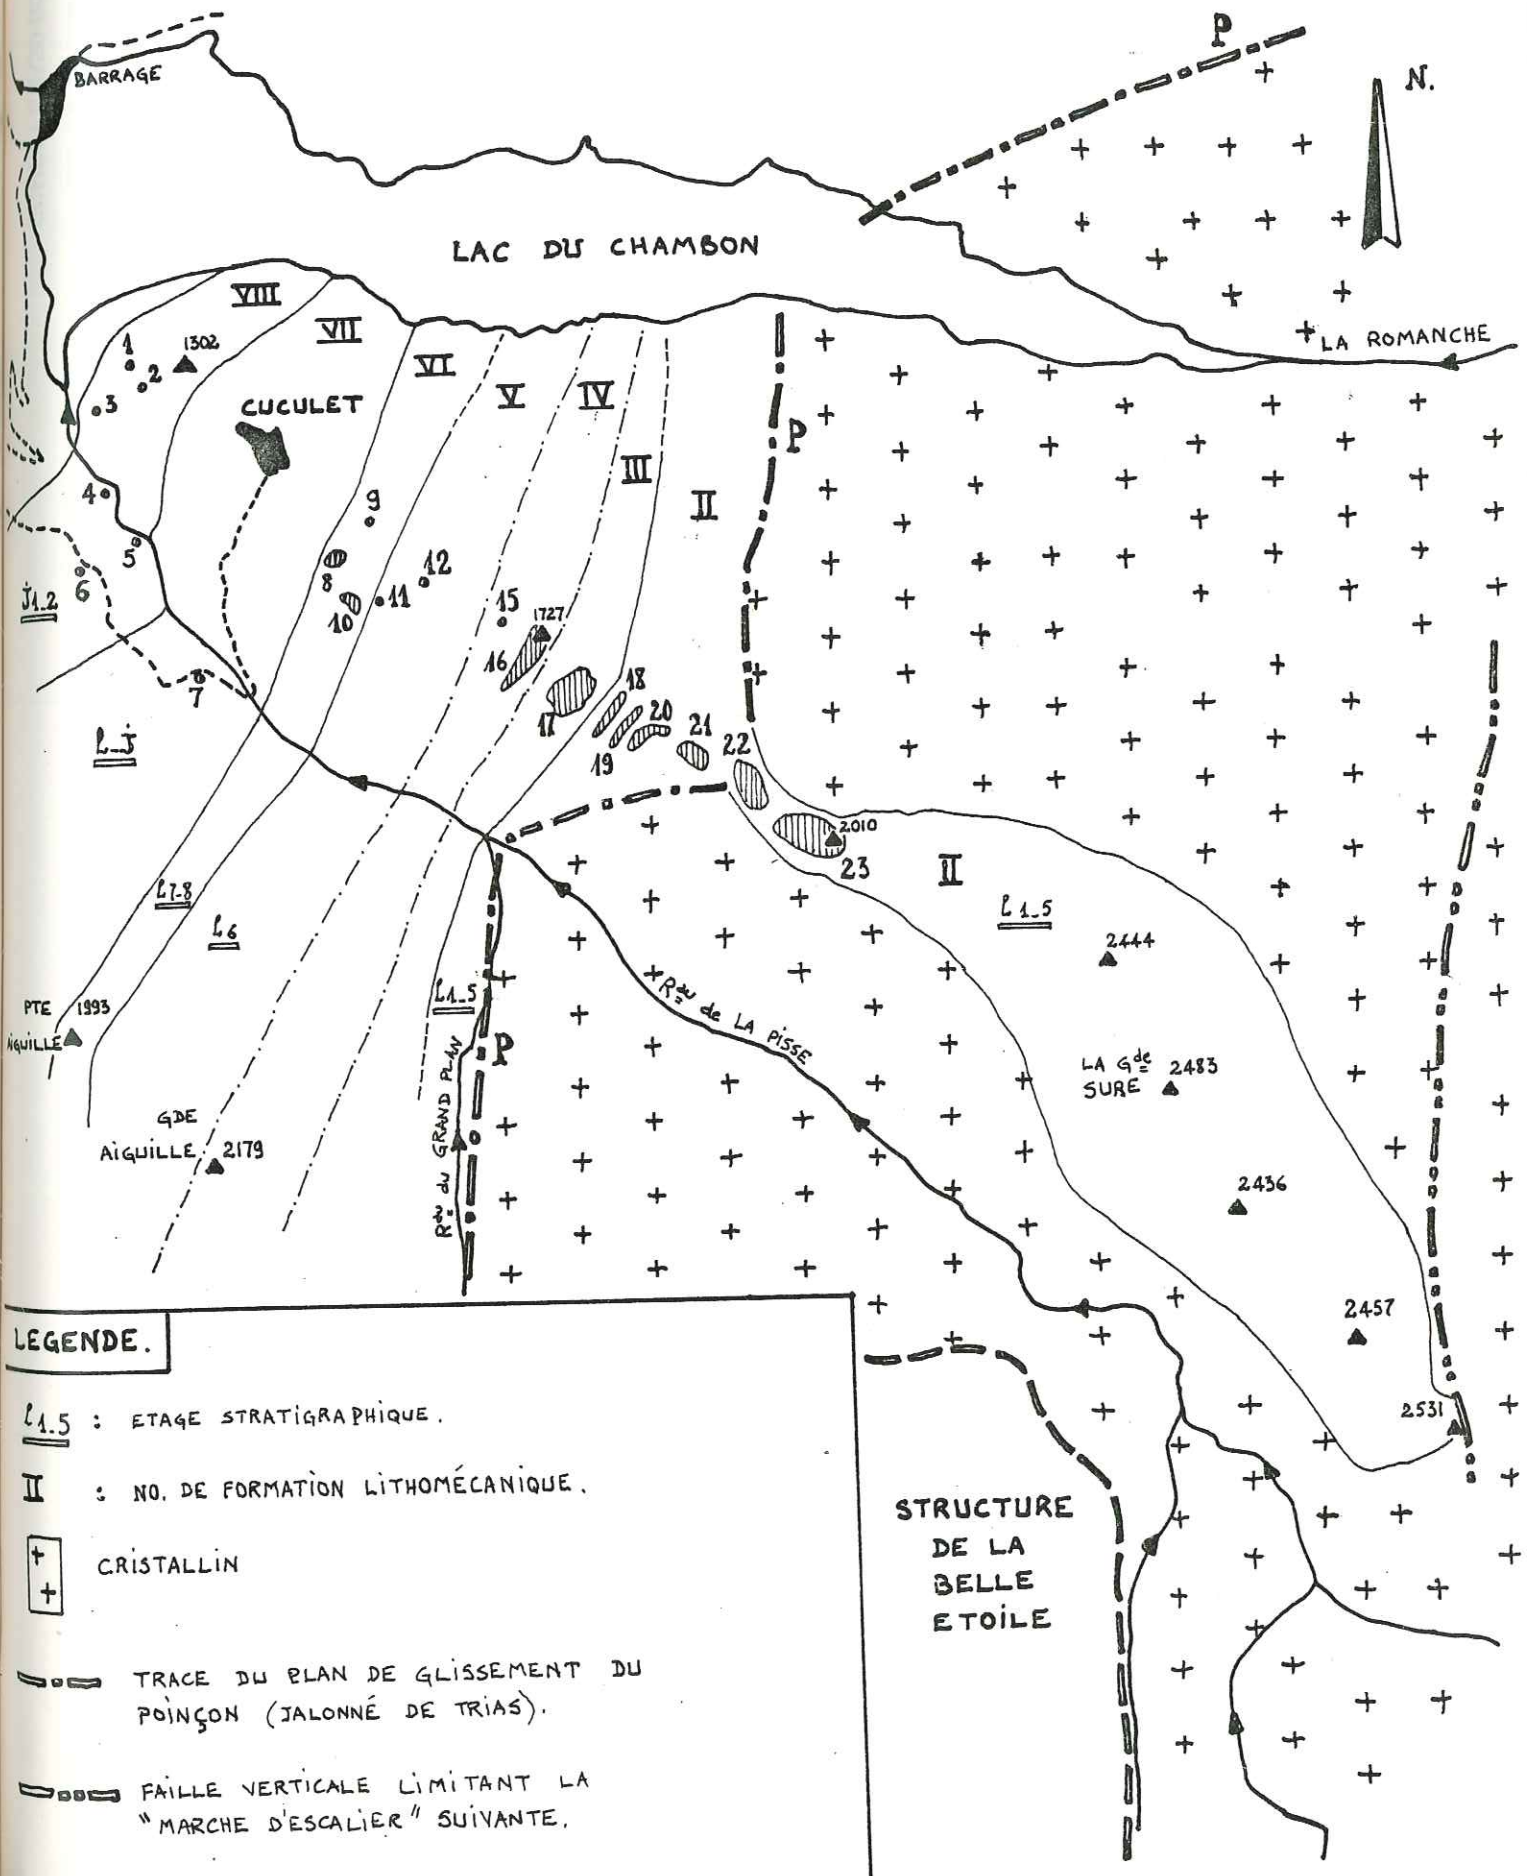 P
N.
BARRAGE
LAC DU CHAMBON
LA ROMANCHE
VIII
VII
VI
V
IV
III
II
P
1
2
3
1302
CUCULET
4
5
6
7
8
9
10
11
12
15
1727
16
17
18
19
20
21
22
23
2010
J1-2
l-J
l7-8
l6
l1-5
II
l1-5
2444
LA Gde
SURE
2483
2436
2457
2531
PTE
AIGUILLE
1993
GDE
AIGUILLE
2179
P
Rau du GRAND PLAN
Rau de LA PISSE
STRUCTURE
DE LA
BELLE
ETOILE
LEGENDE.
l1-5 : ETAGE STRATIGRAPHIQUE.
II : NO. DE FORMATION LITHOMÉCANIQUE.
CRISTALLIN
TRACE DU PLAN DE GLISSEMENT DU
POINÇON (JALONNÉ DE TRIAS).
FAILLE VERTICALE LIMITANT LA
"MARCHE D'ESCALIER" SUIVANTE.